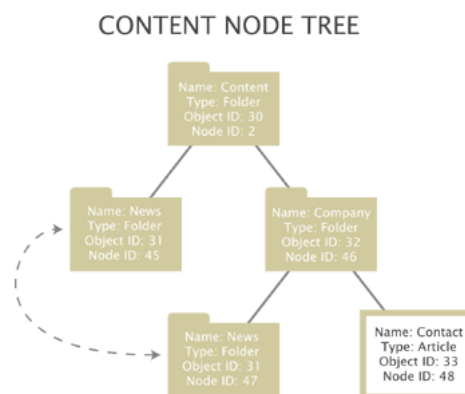 CONTENT NODE TREE
Name: Content
Type: Folder
Object ID: 30
Node ID: 2
Name: News
Type: Folder
Object ID: 31
Node ID: 45
Name: Company
Type: Folder
Object ID: 32
Node ID: 46
Name: News
Type: Folder
Object ID: 31
Node ID: 47
Name: Contact
Type: Article
Object ID: 33
Node ID: 48